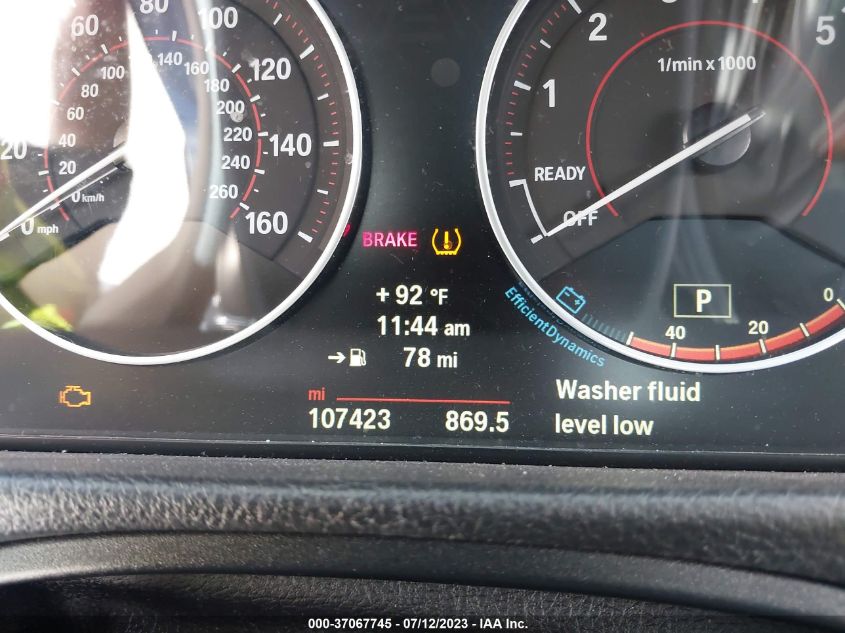 60
80
100
120
140
160
20
0 mph
20
40
60
80
100
120
140
160
180
200
220
240
260
0 km/h
1
2
5
1/min x 1000
READY
OFF
BRAKE
+ 92 °F
11:44 am
78 mi
mi
107423 869.5
EfficientDynamics
P
40
20
0
Washer fluid
level low
000-37067745 - 07/12/2023 - IAA Inc.